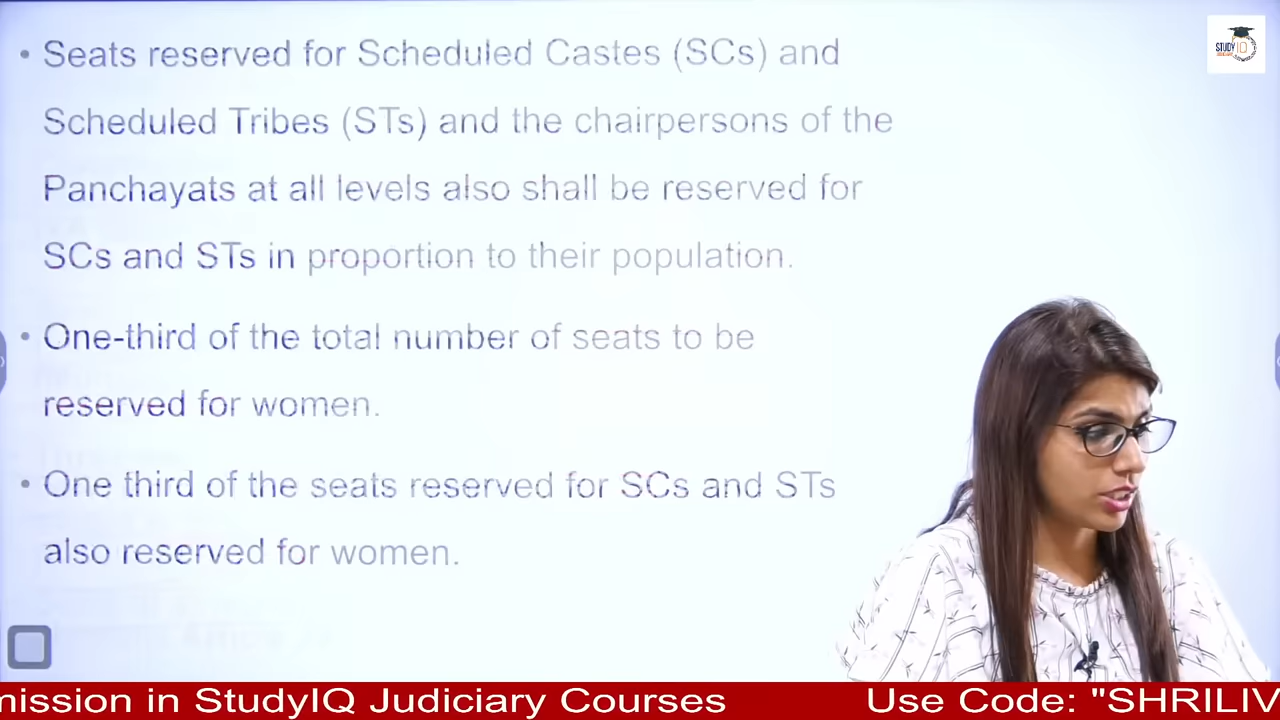 • Seats reserved for Scheduled Castes (SCs) and
Scheduled Tribes (STs) and the chairpersons of the
Panchayats at all levels also shall be reserved for
SCs and STs in proportion to their population.
• One-third of the total number of seats to be
reserved for women.
• One third of the seats reserved for SCs and STs
also reserved for women.
STUDY IQ
mission in StudyIQ Judiciary Courses Use Code: "SHRILIV